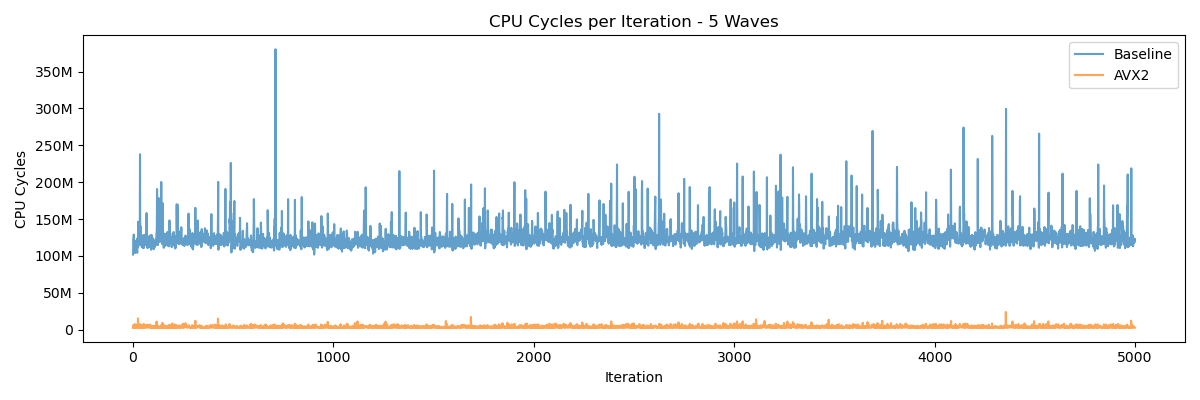 CPU Cycles per Iteration - 5 Waves
Baseline
AVX2
CPU Cycles
350M
300M
250M
200M
150M
100M
50M
0
0 1000 2000 3000 4000 5000
Iteration